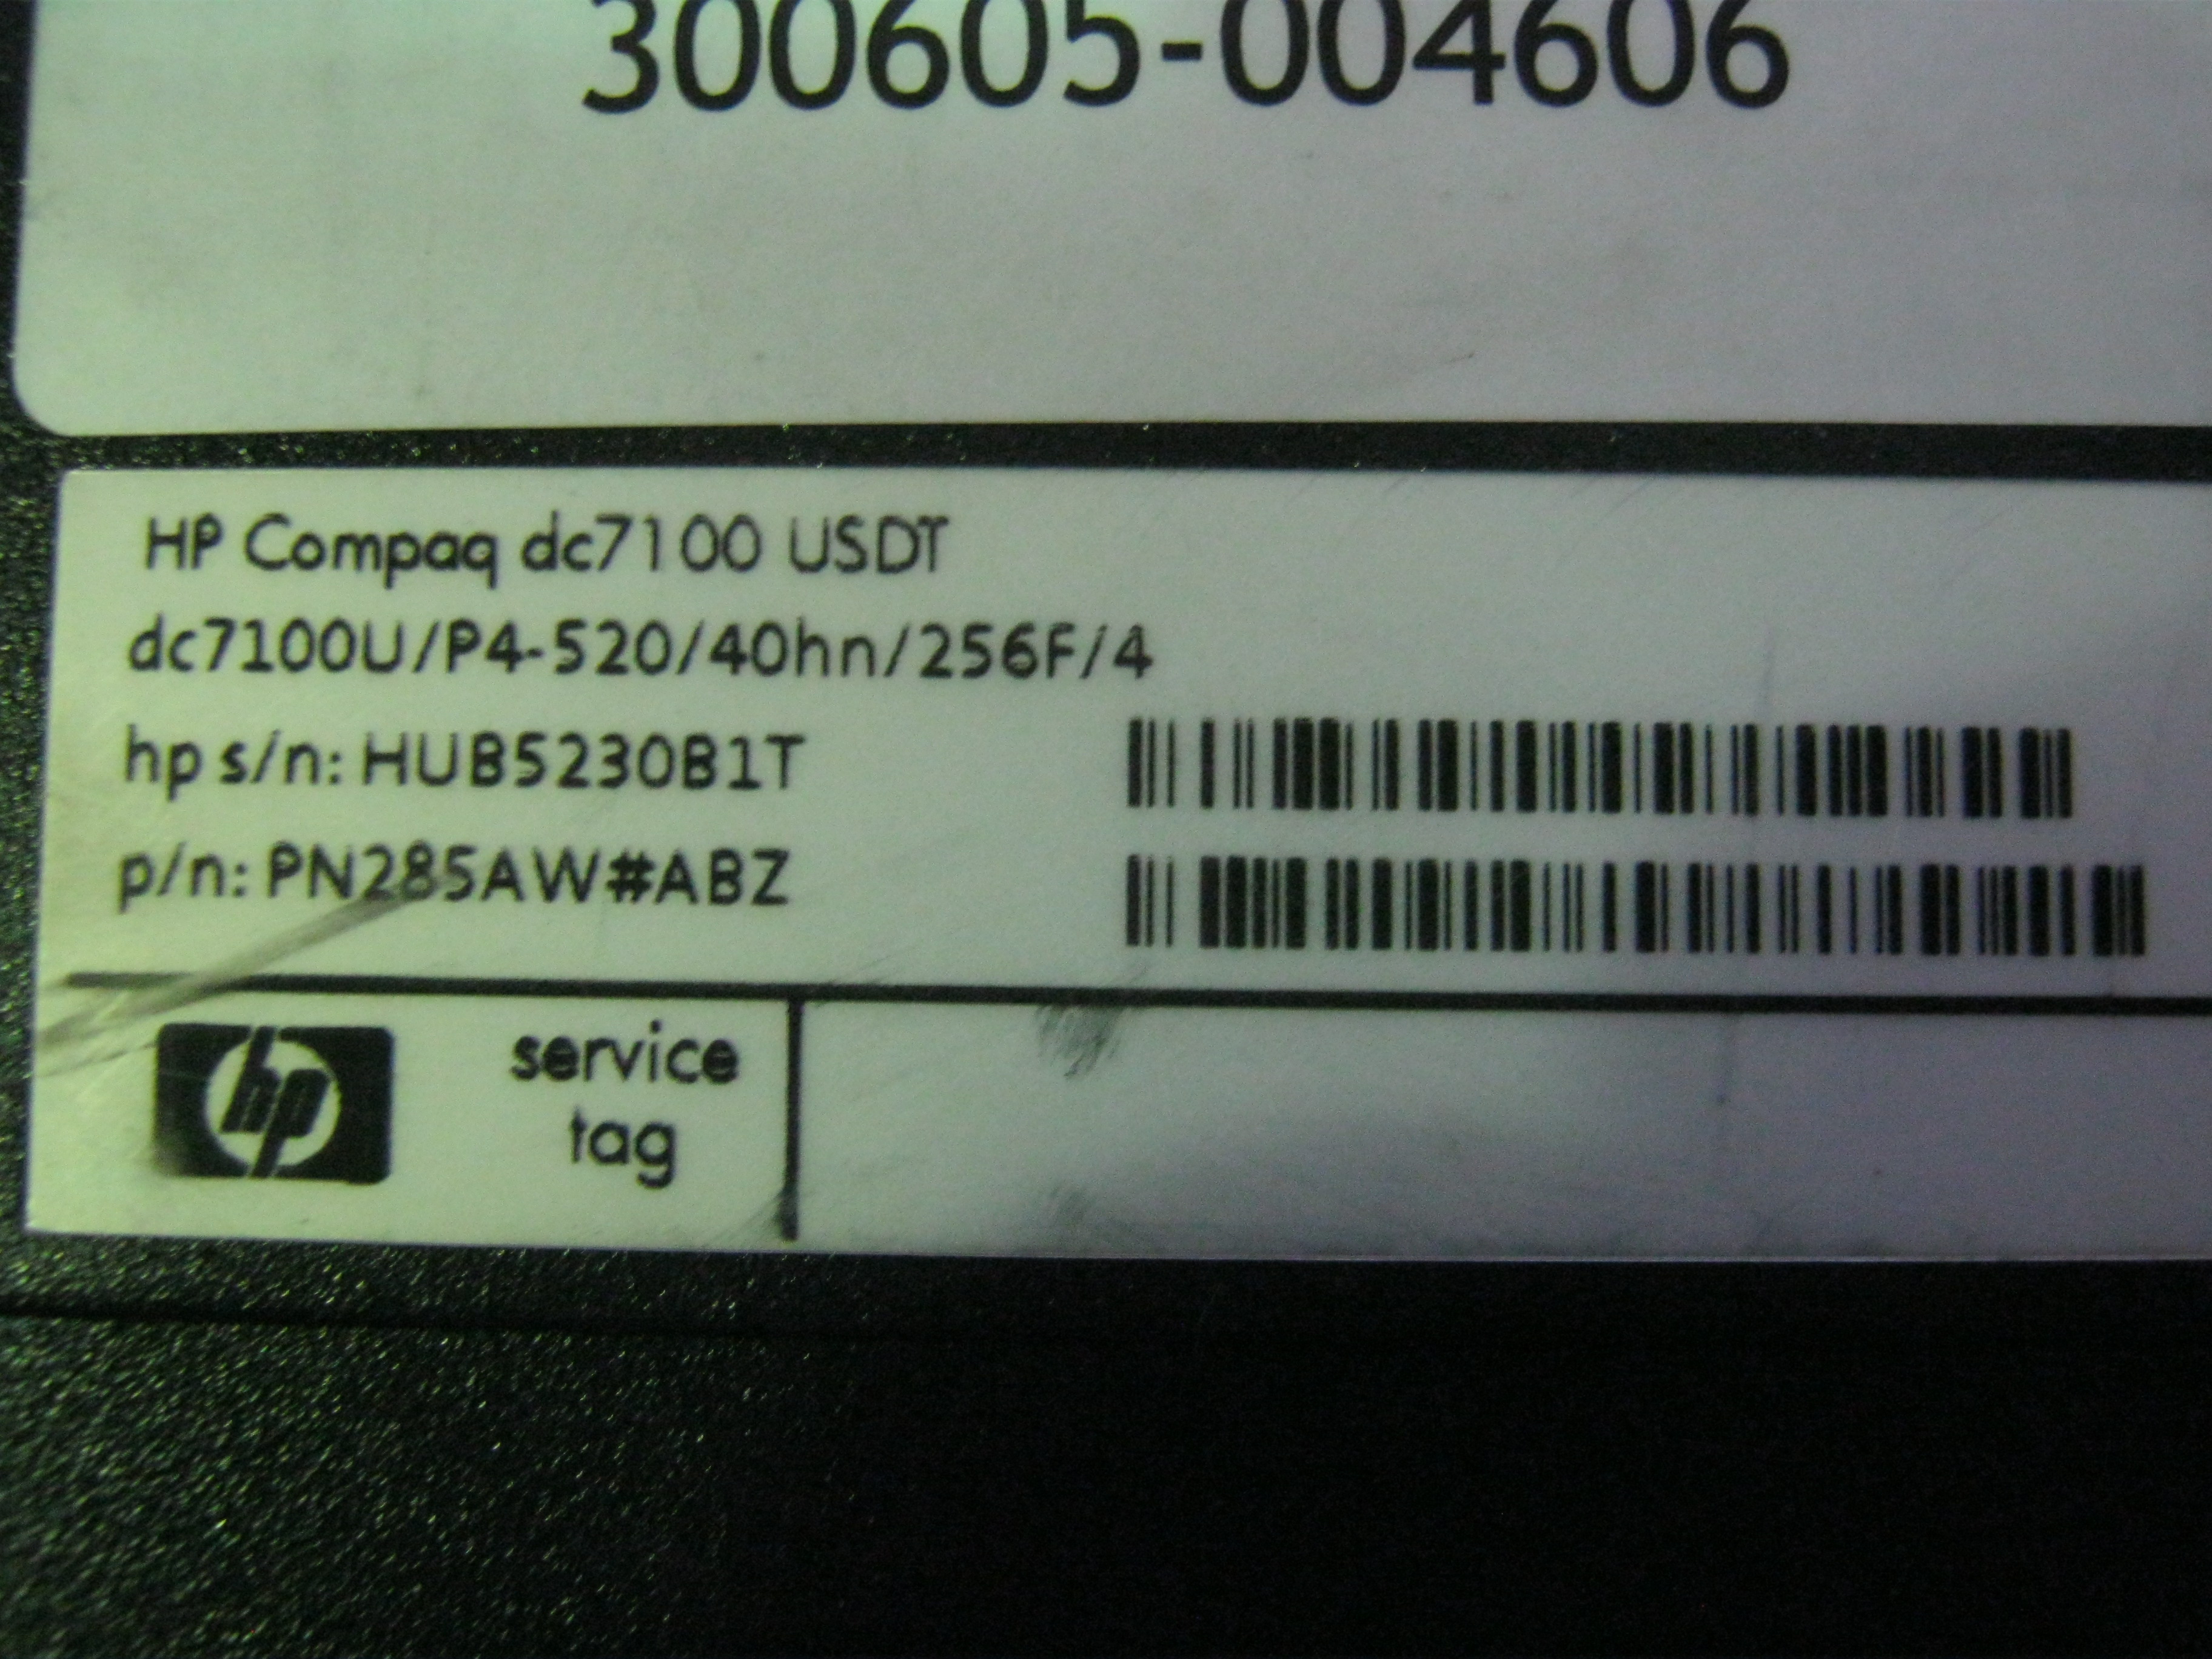 300605-004606
HP Compaq dc7100 USDT
dc7100U/P4-520/40hn/256F/4
hp s/n: HUB5230B1T
p/n: PN285AW#ABZ
hp
service
tag